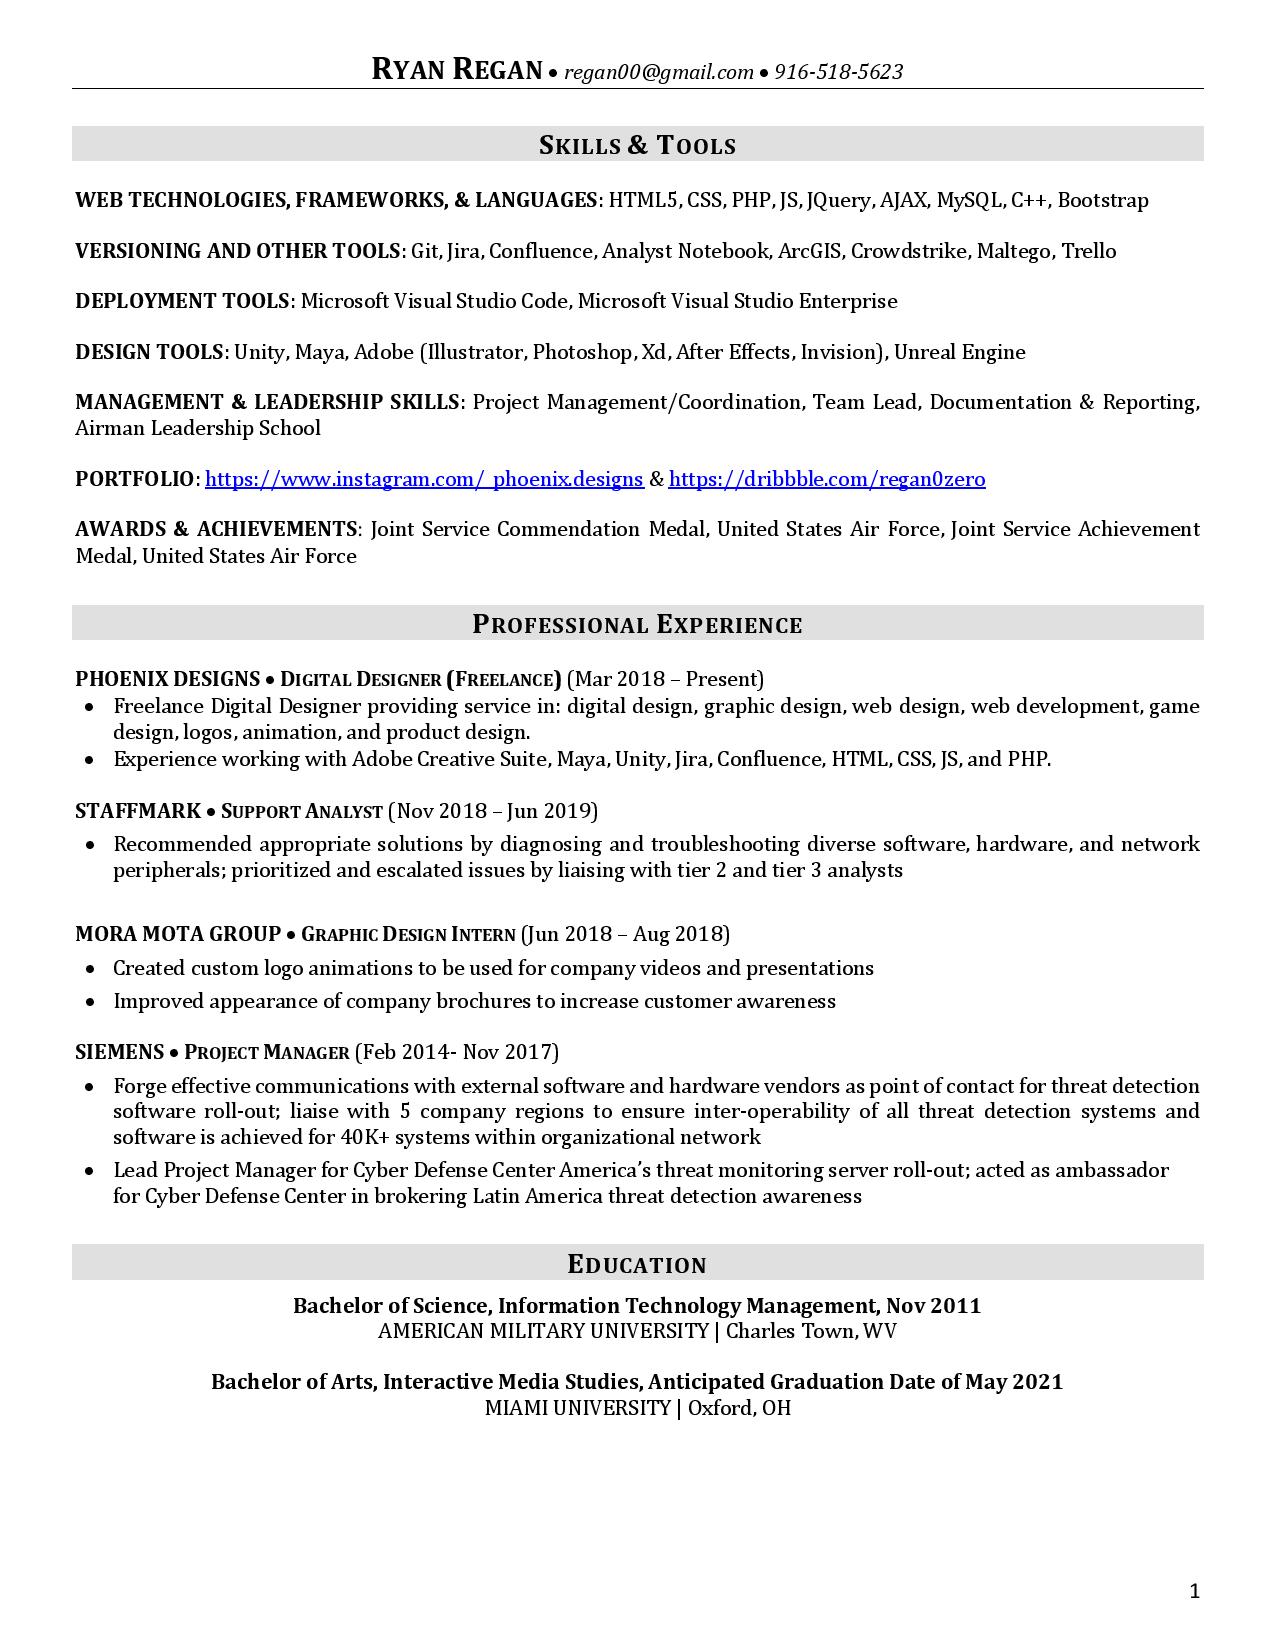 RYAN REGAN • regan00@gmail.com • 916-518-5623
SKILLS & TOOLS
WEB TECHNOLOGIES, FRAMEWORKS, & LANGUAGES: HTML5, CSS, PHP, JS, JQuery, AJAX, MySQL, C++, Bootstrap
VERSIONING AND OTHER TOOLS: Git, Jira, Confluence, Analyst Notebook, ArcGIS, Crowdstrike, Maltego, Trello
DEPLOYMENT TOOLS: Microsoft Visual Studio Code, Microsoft Visual Studio Enterprise
DESIGN TOOLS: Unity, Maya, Adobe (Illustrator, Photoshop, Xd, After Effects, Invision), Unreal Engine
MANAGEMENT & LEADERSHIP SKILLS: Project Management/Coordination, Team Lead, Documentation & Reporting,
Airman Leadership School
PORTFOLIO: https://www.instagram.com/_phoenix.designs & https://dribbble.com/regan0zero
AWARDS & ACHIEVEMENTS: Joint Service Commendation Medal, United States Air Force, Joint Service Achievement
Medal, United States Air Force
PROFESSIONAL EXPERIENCE
PHOENIX DESIGNS • DIGITAL DESIGNER (FREELANCE) (Mar 2018 – Present)
• Freelance Digital Designer providing service in: digital design, graphic design, web design, web development, game
design, logos, animation, and product design.
• Experience working with Adobe Creative Suite, Maya, Unity, Jira, Confluence, HTML, CSS, JS, and PHP.
STAFFMARK • SUPPORT ANALYST (Nov 2018 – Jun 2019)
• Recommended appropriate solutions by diagnosing and troubleshooting diverse software, hardware, and network
peripherals; prioritized and escalated issues by liaising with tier 2 and tier 3 analysts
MORA MOTA GROUP • GRAPHIC DESIGN INTERN (Jun 2018 – Aug 2018)
• Created custom logo animations to be used for company videos and presentations
• Improved appearance of company brochures to increase customer awareness
SIEMENS • PROJECT MANAGER (Feb 2014- Nov 2017)
• Forge effective communications with external software and hardware vendors as point of contact for threat detection
software roll-out; liaise with 5 company regions to ensure inter-operability of all threat detection systems and
software is achieved for 40K+ systems within organizational network
• Lead Project Manager for Cyber Defense Center America’s threat monitoring server roll-out; acted as ambassador
for Cyber Defense Center in brokering Latin America threat detection awareness
EDUCATION
Bachelor of Science, Information Technology Management, Nov 2011
AMERICAN MILITARY UNIVERSITY | Charles Town, WV
Bachelor of Arts, Interactive Media Studies, Anticipated Graduation Date of May 2021
MIAMI UNIVERSITY | Oxford, OH
1